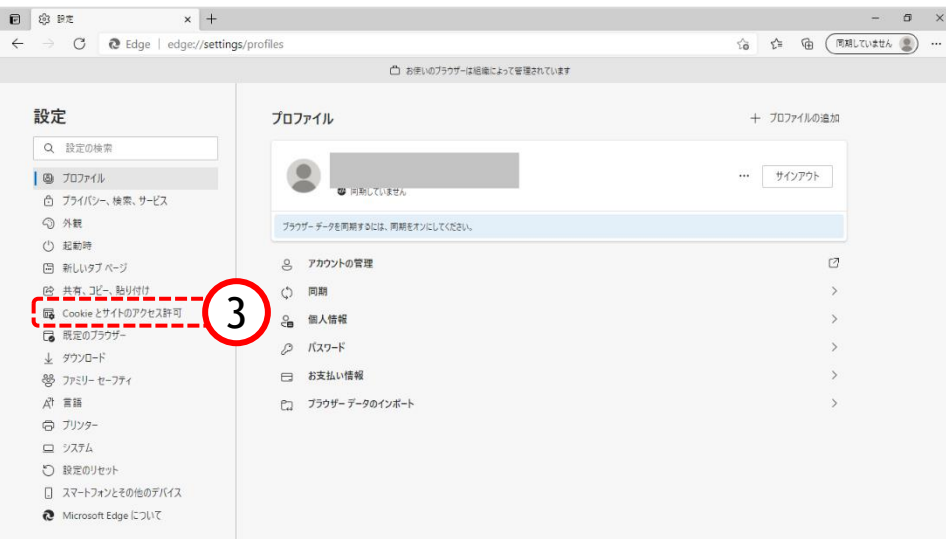 設定
Edge | edge://settings/profiles
同期していません
お使いのブラウザーは組織によって管理されています
設定
設定の検索
プロファイル
プライバシー、検索、サービス
外観
起動時
新しいタブ ページ
共有、コピー、貼り付け
Cookie とサイトのアクセス許可
3
既定のブラウザー
ダウンロード
ファミリー セーフティ
言語
プリンター
システム
設定のリセット
スマートフォンとその他のデバイス
Microsoft Edge について
プロファイル
プロファイルの追加
同期していません
サインアウト
ブラウザー データを同期するには、同期をオンにしてください。
アカウントの管理
同期
個人情報
パスワード
お支払い情報
ブラウザー データのインポート